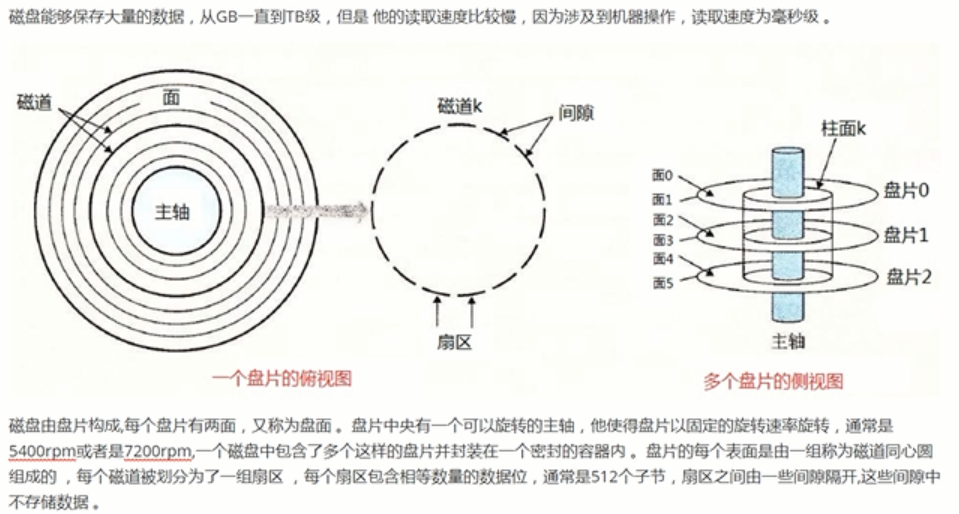 磁盘能够保存大量的数据，从GB一直到TB级，但是 他的读取速度比较慢，因为涉及到机器操作，读取速度为毫秒级 。
磁道
面
主轴
磁道k
间隙
扇区
一个盘片的俯视图
柱面k
面0
面1
面2
面3
面4
面5
盘片0
盘片1
盘片2
主轴
多个盘片的侧视图
磁盘由盘片构成,每个盘片有两面，又称为盘面 。盘片中央有一个可以旋转的主轴，他使得盘片以固定的旋转速率旋转，通常是
5400rpm或者是7200rpm,一个磁盘中包含了多个这样的盘片并封装在一个密封的容器内 。盘片的每个表面是由一组称为磁道同心圆
组成的 ，每个磁道被划分为了一组扇区 ，每个扇区包含相等数量的数据位，通常是512个子节，扇区之间由一些间隙隔开,这些间隙中
不存储数据 。